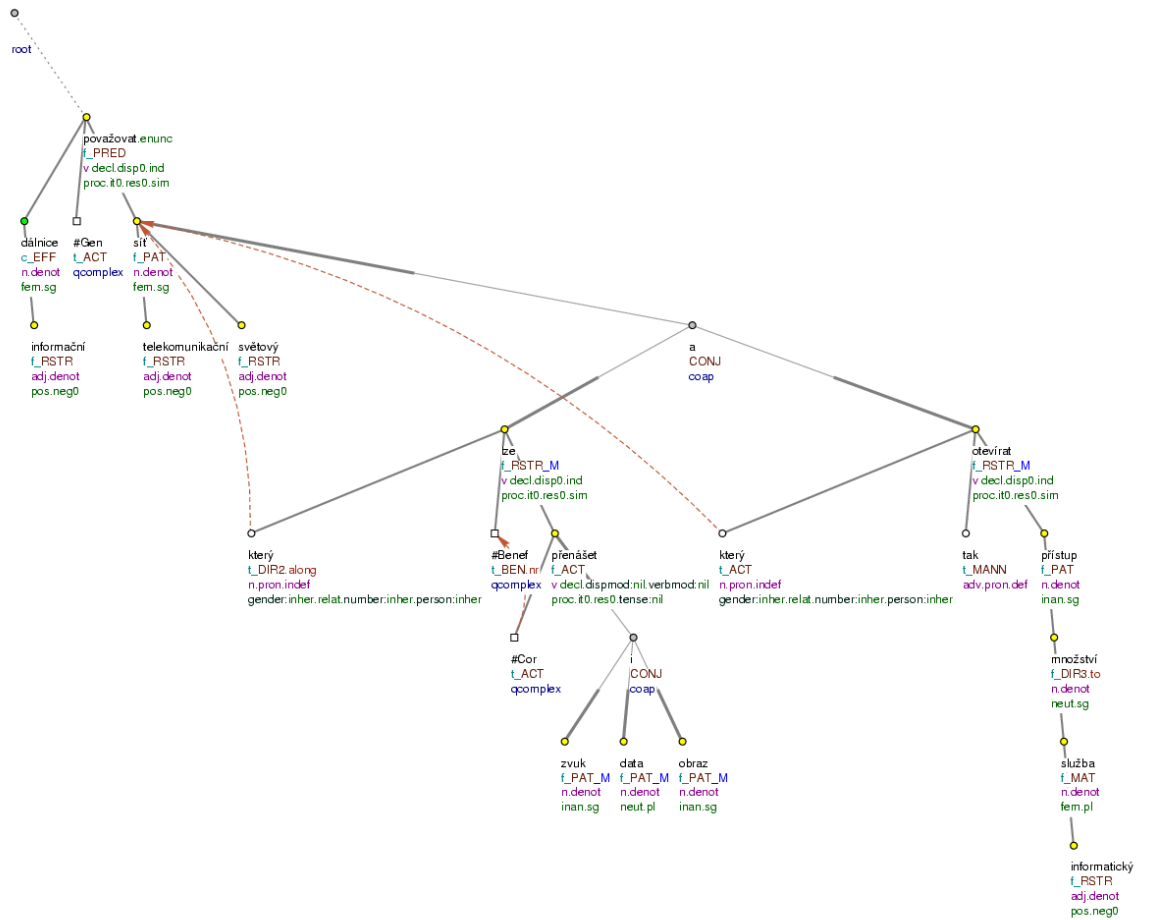 root
považovat.enunc
f_PRED
v decl.disp0.ind
proc.it0.res0.sim
dálnice
c_EFF
n.denot
fem.sg
#Gen
t_ACT
qcomplex
síť
f_PAT
n.denot
fem.sg
informační
f_RSTR
adj.denot
pos.neg0
telekomunikační
f_RSTR
adj.denot
pos.neg0
světový
f_RSTR
adj.denot
pos.neg0
a
CONJ
coap
lze
f_RSTR_M
v decl.disp0.ind
proc.it0.res0.sim
otevírat
f_RSTR_M
v decl.disp0.ind
proc.it0.res0.sim
který
t_DIR2.along
n.pron.indef
gender:inher.relat.number:inher.person:inher
#Benef
t_BEN.nr
qcomplex
přenášet
f_ACT
v decl.dispmod:nil.verbmod:nil
proc.it0.res0.tense:nil
který
t_ACT
n.pron.indef
gender:inher.relat.number:inher.person:inher
tak
t_MANN
adv.pron.def
přístup
f_PAT
n.denot
inan.sg
#Cor
t_ACT
qcomplex
i
CONJ
coap
množství
f_DIR3.to
n.denot
neut.sg
zvuk
f_PAT_M
n.denot
inan.sg
data
f_PAT_M
n.denot
neut.pl
obraz
f_PAT_M
n.denot
inan.sg
služba
f_MAT
n.denot
fem.pl
informatický
f_RSTR
adj.denot
pos.neg0